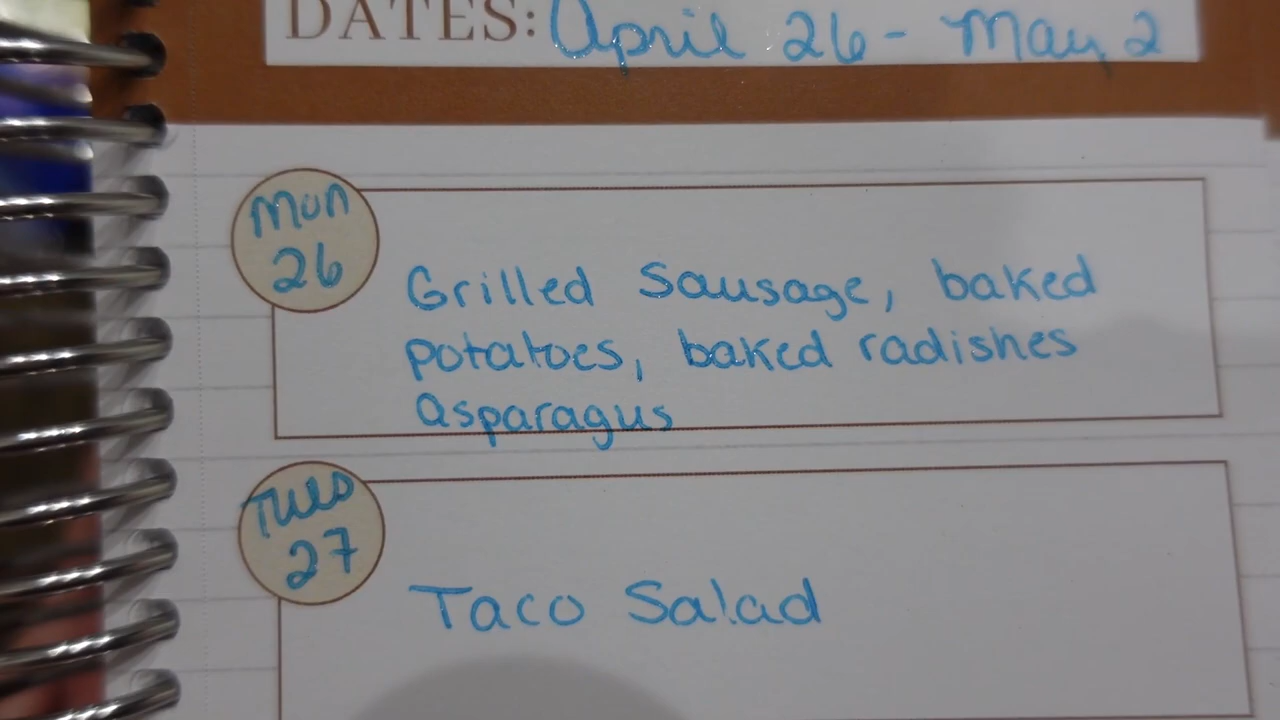 DATES: April 26 - May 2
Mon
26
Grilled Sausage, baked
potatoes, baked radishes
asparagus
Tues
27
Taco Salad